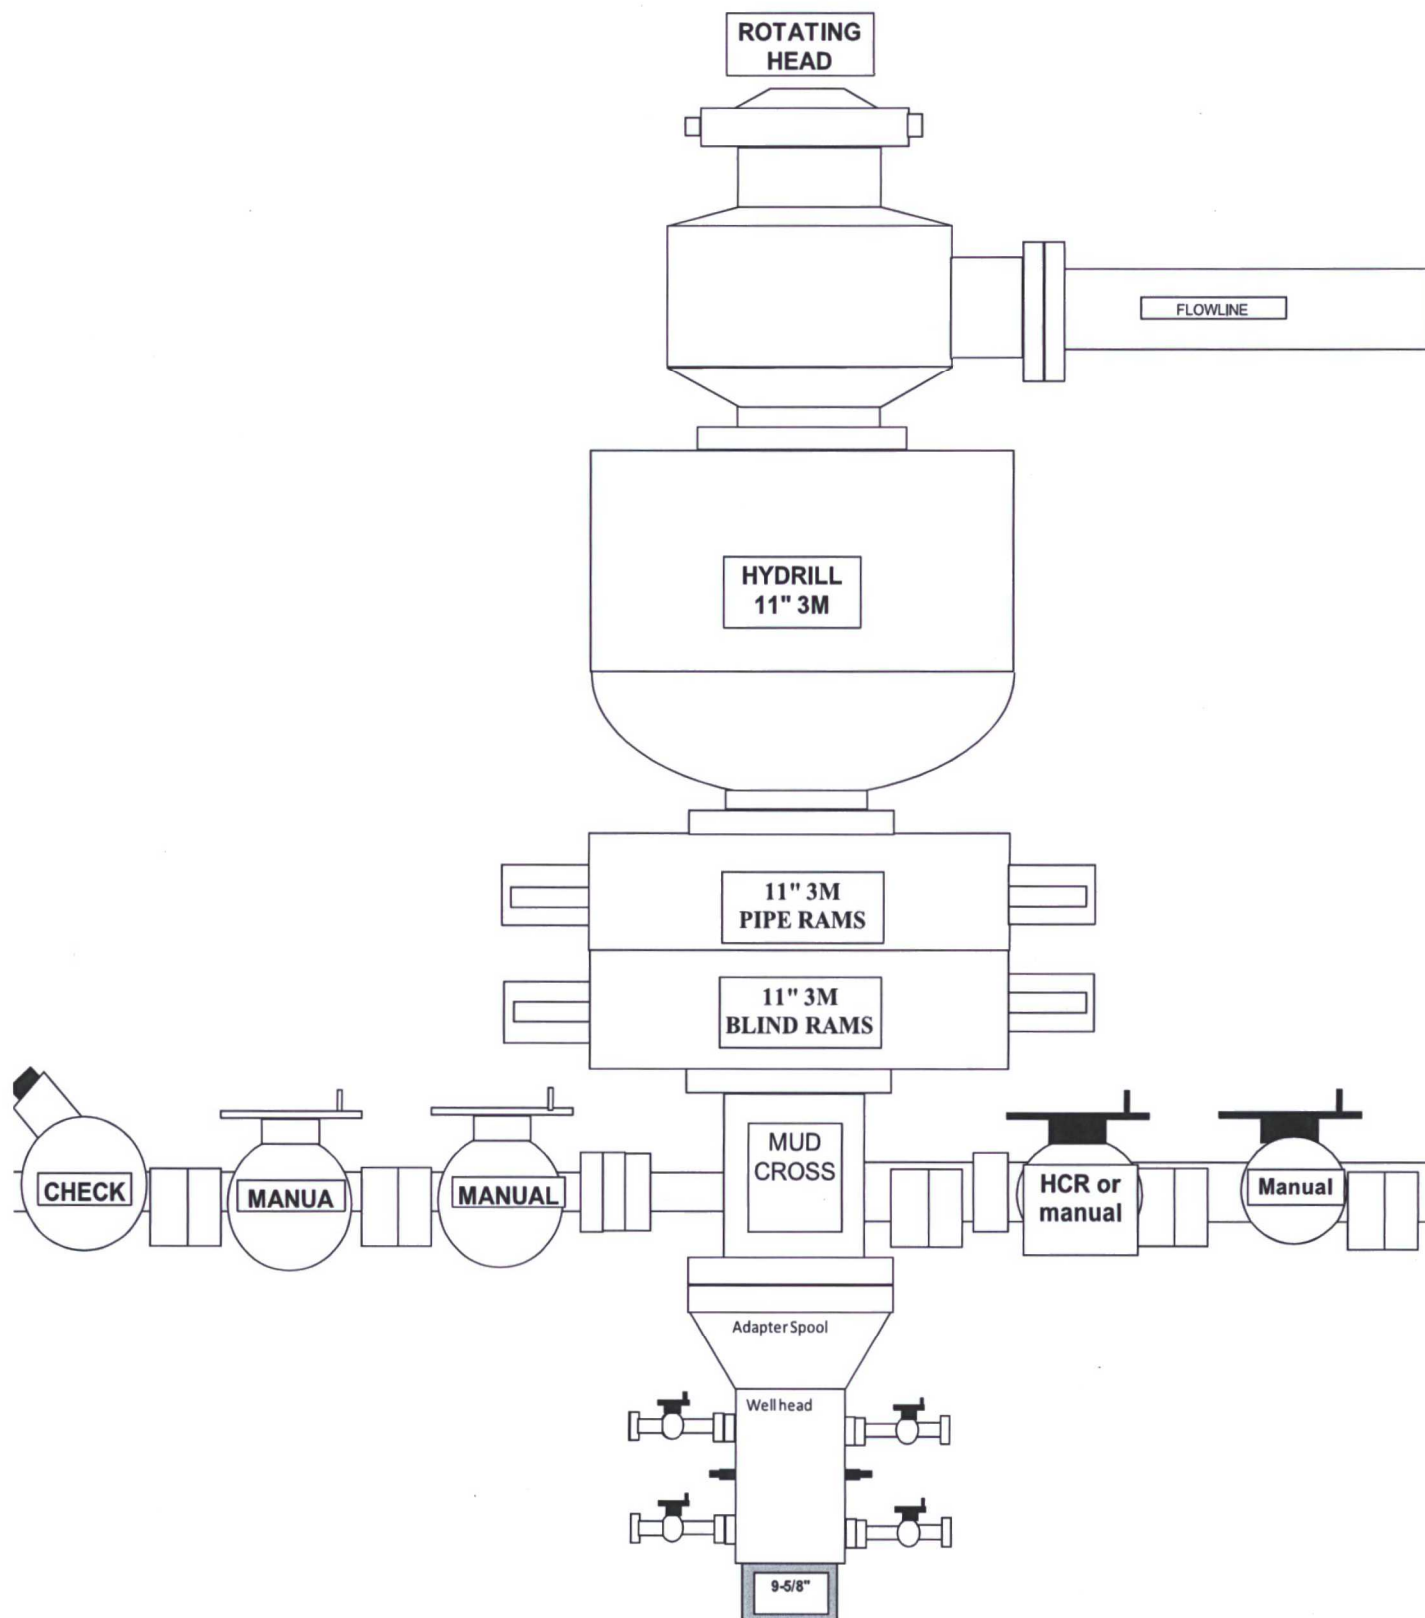 ROTATING
HEAD
FLOWLINE
HYDRILL
11" 3M
11" 3M
PIPE RAMS
11" 3M
BLIND RAMS
CHECK
MANUA
MANUAL
MUD
CROSS
HCR or
manual
Manual
Adapter Spool
Well head
9-5/8"